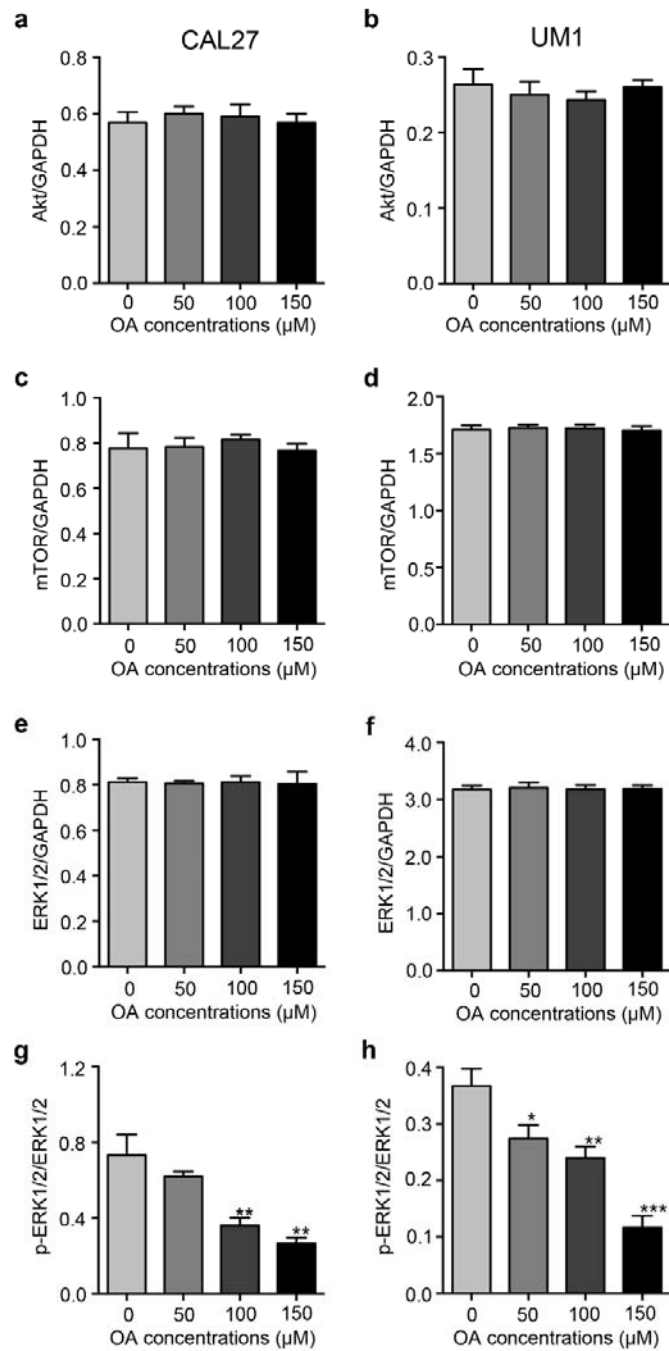 a
CAL27
Akt/GAPDH
0.8
0.6
0.4
0.2
0.0
0 50 100 150
OA concentrations (μM)
b
UM1
Akt/GAPDH
0.3
0.2
0.1
0.0
0 50 100 150
OA concentrations (μM)
c
mTOR/GAPDH
1.0
0.8
0.6
0.4
0.2
0.0
0 50 100 150
OA concentrations (μM)
d
mTOR/GAPDH
2.0
1.5
1.0
0.5
0.0
0 50 100 150
OA concentrations (μM)
e
ERK1/2/GAPDH
1.0
0.8
0.6
0.4
0.2
0.0
0 50 100 150
OA concentrations (μM)
f
ERK1/2/GAPDH
4.0
3.0
2.0
1.0
0.0
0 50 100 150
OA concentrations (μM)
g
p-ERK1/2/ERK1/2
1.2
0.8
0.4
0.0
** **
0 50 100 150
OA concentrations (μM)
h
p-ERK1/2/ERK1/2
0.4
0.3
0.2
0.1
0.0
* ** ***
0 50 100 150
OA concentrations (μM)